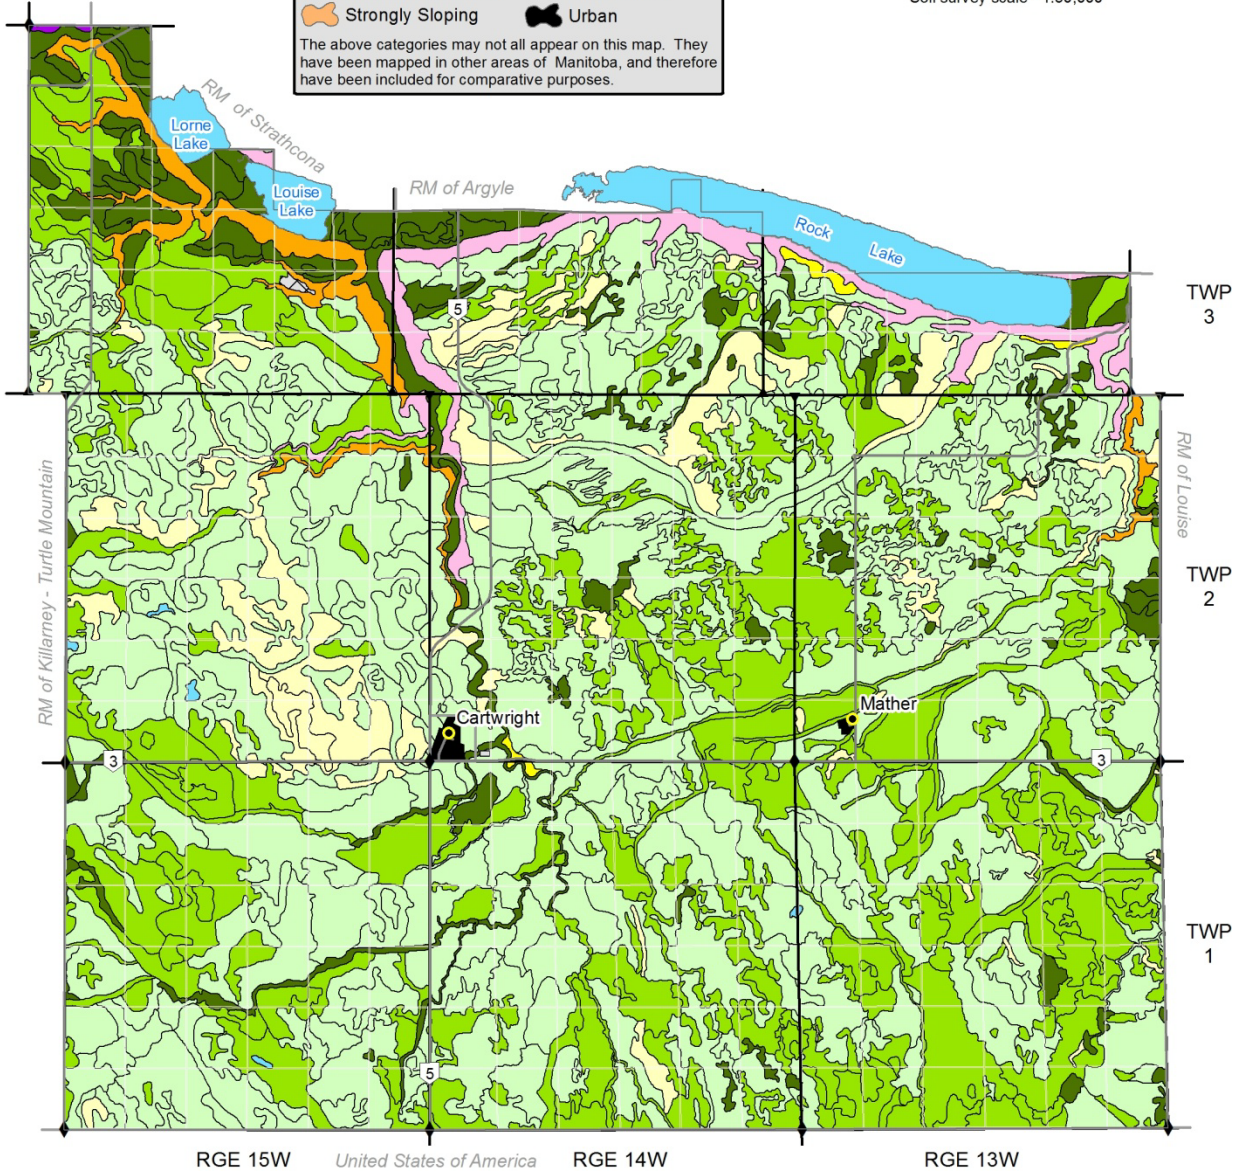 Strongly Sloping
Urban
The above categories may not all appear on this map. They
have been mapped in other areas of Manitoba, and therefore
have been included for comparative purposes.
RM of Strathcona
Lorne
Lake
Louise
Lake
RM of Argyle
Rock
Lake
5
TWP
3
RM of Killarney - Turtle Mountain
RM of Louise
TWP
2
Cartwright
Mather
3
3
TWP
1
5
RGE 15W
United States of America
RGE 14W
RGE 13W